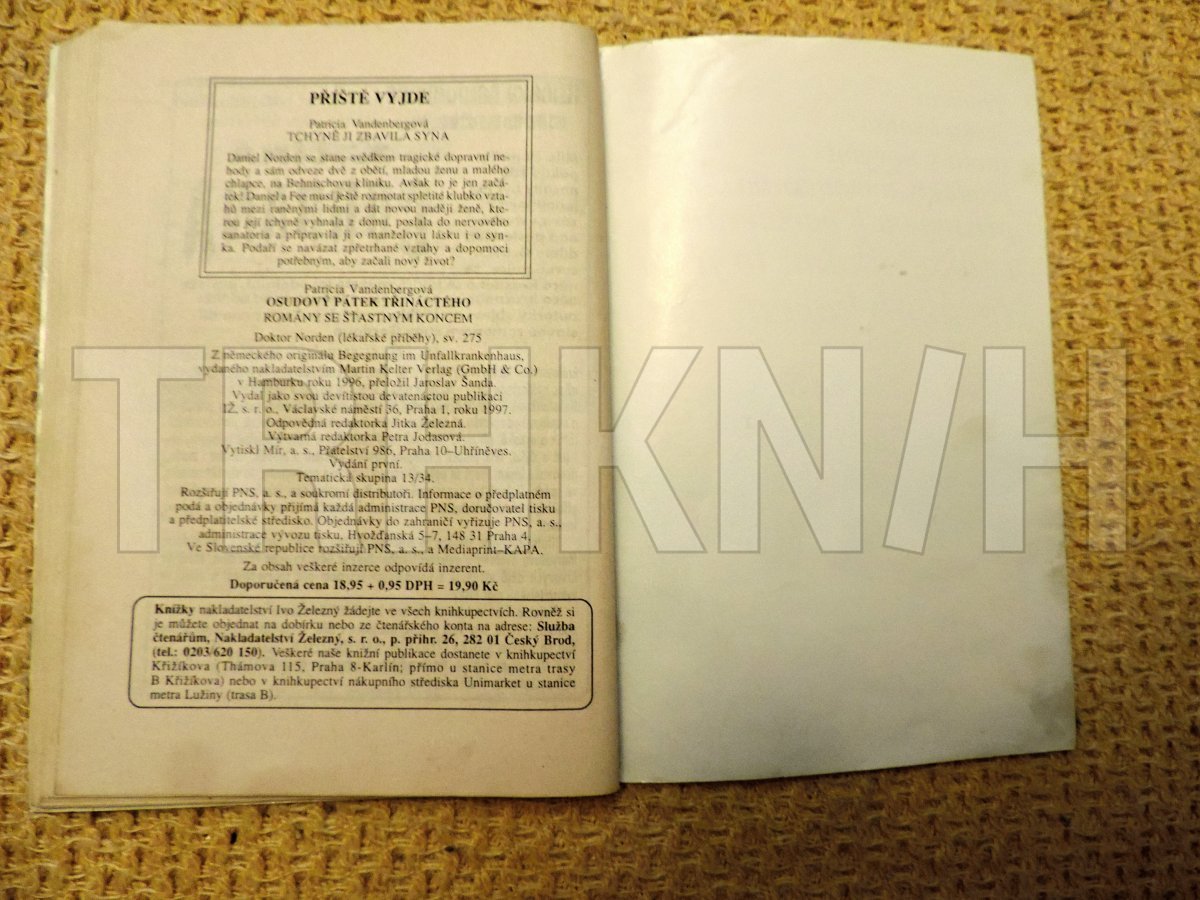 PŘÍŠTĚ VYJDE
Patricia Vandenbergová
TCHYNĚ JI ZBAVILA SYNA
Daniel Norden se stane svědkem tragické dopravní ne-
hody a sám odveze dvě z obětí, mladou ženu a malého
chlapce, na Behnischovu kliniku. Avšak to je jen začá-
tek! Daniel a Fee musí ještě rozmotat spletité klubko vzta-
hů mezi raněnými lidmi a dát novou naději ženě, kte-
rou její tchyně vyhnala z domu, poslala do nervového
sanatoria a připravila ji o manželovu lásku i o syn-
ka. Podaří se navázat zpřetrhané vztahy a dopomoci
potřebným, aby začali nový život?
Patricia Vandenbergová
OSUDOVÝ PÁTEK TŘINÁCTÉHO
ROMÁNY SE ŠŤASTNÝM KONCEM
Doktor Norden (lékařské příběhy), sv. 275
Z německého originálu Begegnung im Unfallkrankenhaus,
vydaného nakladatelstvím Martin Kelter Verlag (GmbH & Co.)
v Hamburku roku 1996, přeložil Jaroslav Šanda.
Vydal jako svou devítistou devatenáctou publikaci
IŽ, s. r. o., Václavské náměstí 36, Praha 1, roku 1997.
Odpovědná redaktorka Jitka Železná.
Výtvarná redaktorka Petra Jodasová.
Vytiskl Mír, a. s., Přátelství 986, Praha 10–Uhříněves.
Vydání první.
Tematická skupina 13/34.
Rozšiřují PNS, a. s., a soukromí distributoři. Informace o předplatném
podá a objednávky přijímá každá administrace PNS, doručovatel tisku
a předplatitelské středisko. Objednávky do zahraničí vyřizuje PNS, a. s.,
administrace vývozu tisku, Hvožďanská 5–7, 148 31 Praha 4.
Ve Slovenské republice rozšiřují PNS, a. s., a Mediaprint–KAPA.
Za obsah veškeré inzerce odpovídá inzerent.
Doporučená cena 18,95 + 0,95 DPH = 19,90 Kč
Knížky nakladatelství Ivo Železný žádejte ve všech knihkupectvích. Rovněž si
je můžete objednat na dobírku nebo ze čtenářského konta na adrese: Služba
čtenářům, Nakladatelství Železný, s. r. o., p. přihr. 26, 282 01 Český Brod,
(tel.: 0203/620 150). Veškeré naše knižní publikace dostanete v knihkupectví
Křižíkova (Thámova 115, Praha 8-Karlín; přímo u stanice metra trasy
B Křižíkova) nebo v knihkupectví nákupního střediska Unimarket u stanice
metra Lužiny (trasa B).